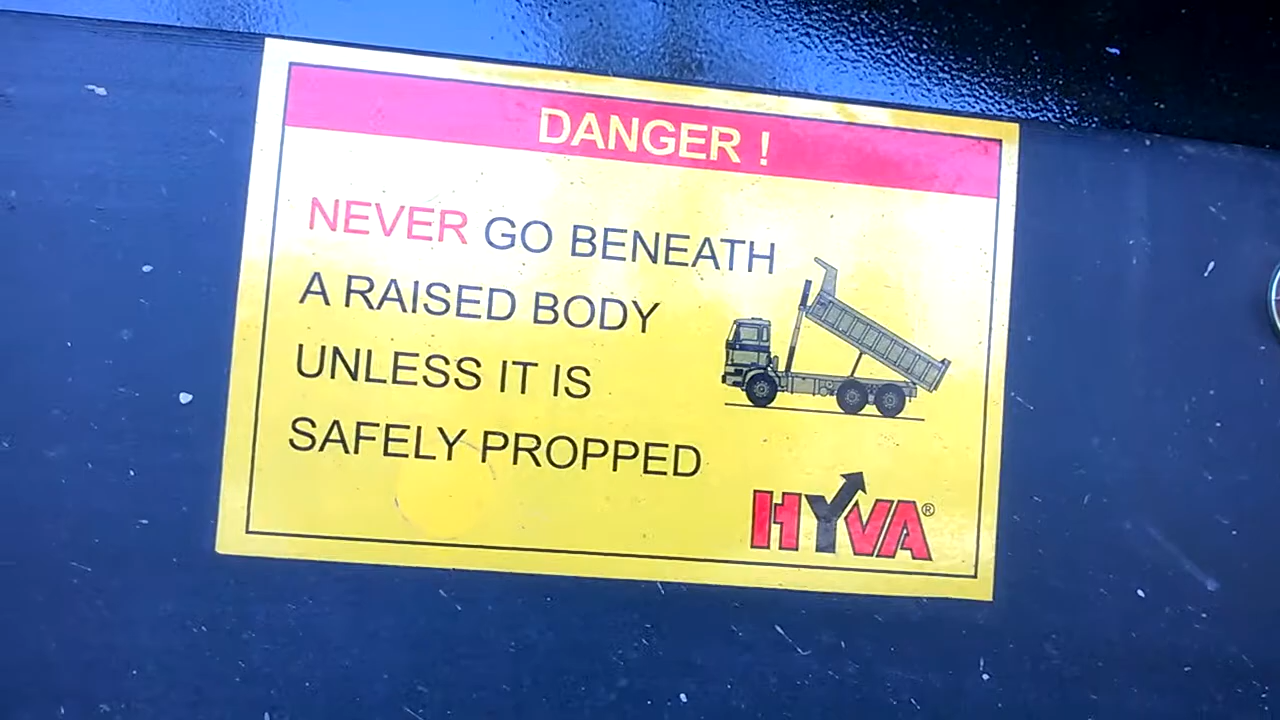 DANGER !
NEVER GO BENEATH
A RAISED BODY
UNLESS IT IS
SAFELY PROPPED
HYVA®